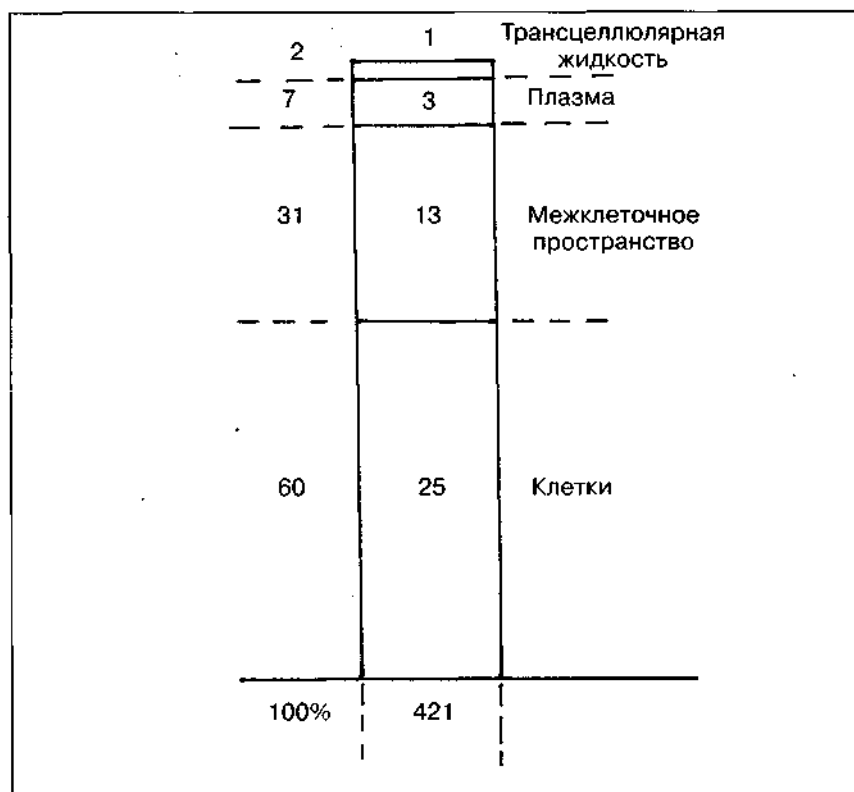 2 1 Трансцеллюлярная
жидкость
7 3 Плазма
31 13 Межклеточное
пространство
60 25 Клетки
100% 421